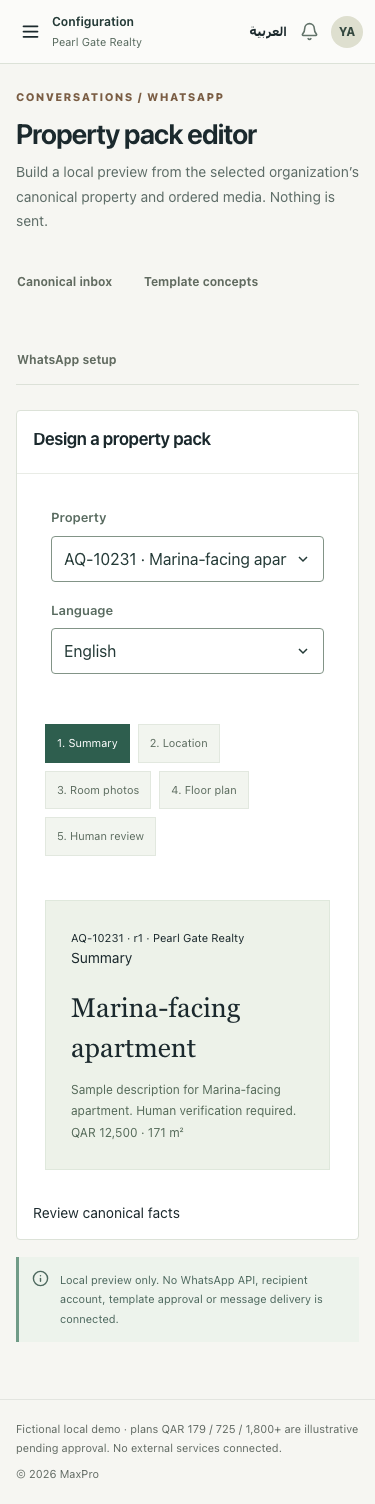 Configuration
Pearl Gate Realty
العربية
YA
CONVERSATIONS / WHATSAPP
Property pack editor
Build a local preview from the selected organization's
canonical property and ordered media. Nothing is
sent.
Canonical inbox
Template concepts
WhatsApp setup
Design a property pack
Property
AQ-10231 · Marina-facing apar
Language
English
1. Summary
2. Location
3. Room photos
4. Floor plan
5. Human review
AQ-10231 · r1 · Pearl Gate Realty
Summary
Marina-facing
apartment
Sample description for Marina-facing
apartment. Human verification required.
QAR 12,500 · 171 m²
Review canonical facts
Local preview only. No WhatsApp API, recipient
account, template approval or message delivery is
connected.
Fictional local demo · plans QAR 179 / 725 / 1,800+ are illustrative
pending approval. No external services connected.
© 2026 MaxPro